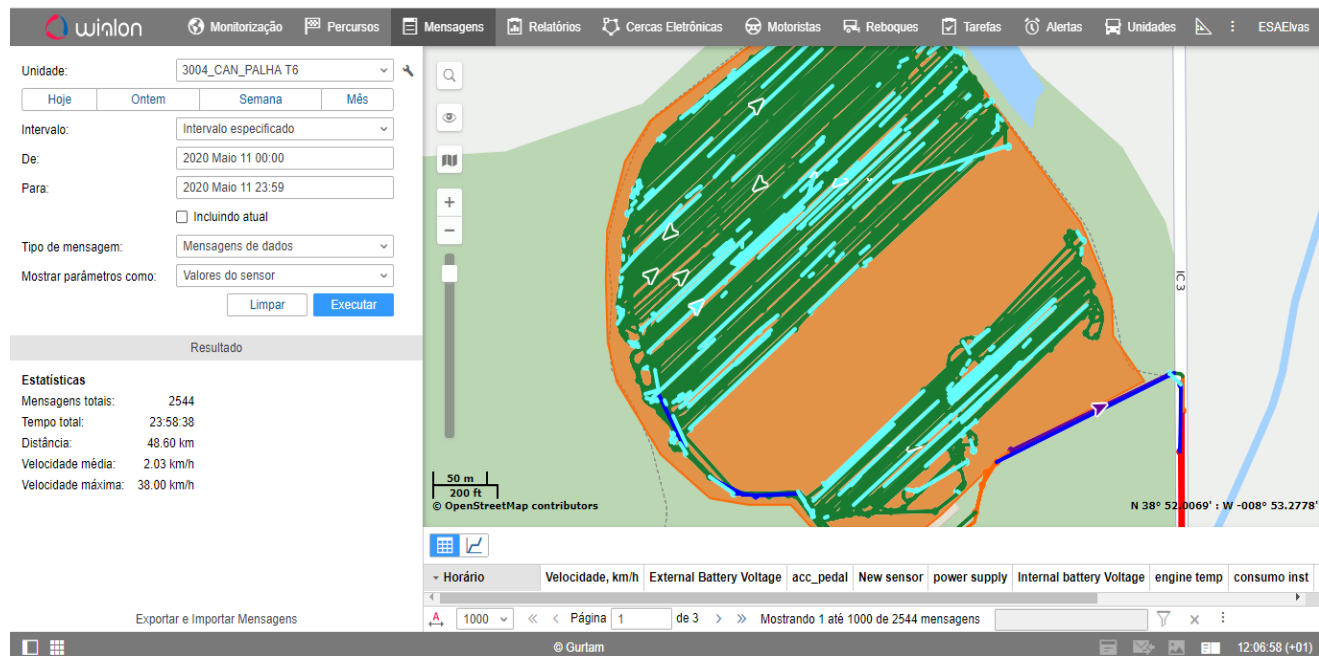 wialon Monitorização Percursos Mensagens Relatórios Cercas Eletrônicas Motoristas Reboques Tarefas Alertas Unidades ESAElvas
Unidade: 3004_CAN_PALHA T6
Hoje Ontem Semana Mês
Intervalo: Intervalo especificado
De: 2020 Maio 11 00:00
Para: 2020 Maio 11 23:59
Incluindo atual
Tipo de mensagem: Mensagens de dados
Mostrar parâmetros como: Valores do sensor
Limpar Executar
Resultado
Estatísticas
Mensagens totais: 2544
Tempo total: 23:58:38
Distância: 48.60 km
Velocidade média: 2.03 km/h
Velocidade máxima: 38.00 km/h
Exportar e Importar Mensagens
+
−
IC 3
50 m
200 ft
© OpenStreetMap contributors
N 38° 52.0069' : W -008° 53.2778'
Horário Velocidade, km/h External Battery Voltage acc_pedal New sensor power supply Internal battery Voltage engine temp consumo inst
A 1000 « < Página 1 de 3 > » Mostrando 1 até 1000 de 2544 mensagens
© Gurtam 12:06:58 (+01)